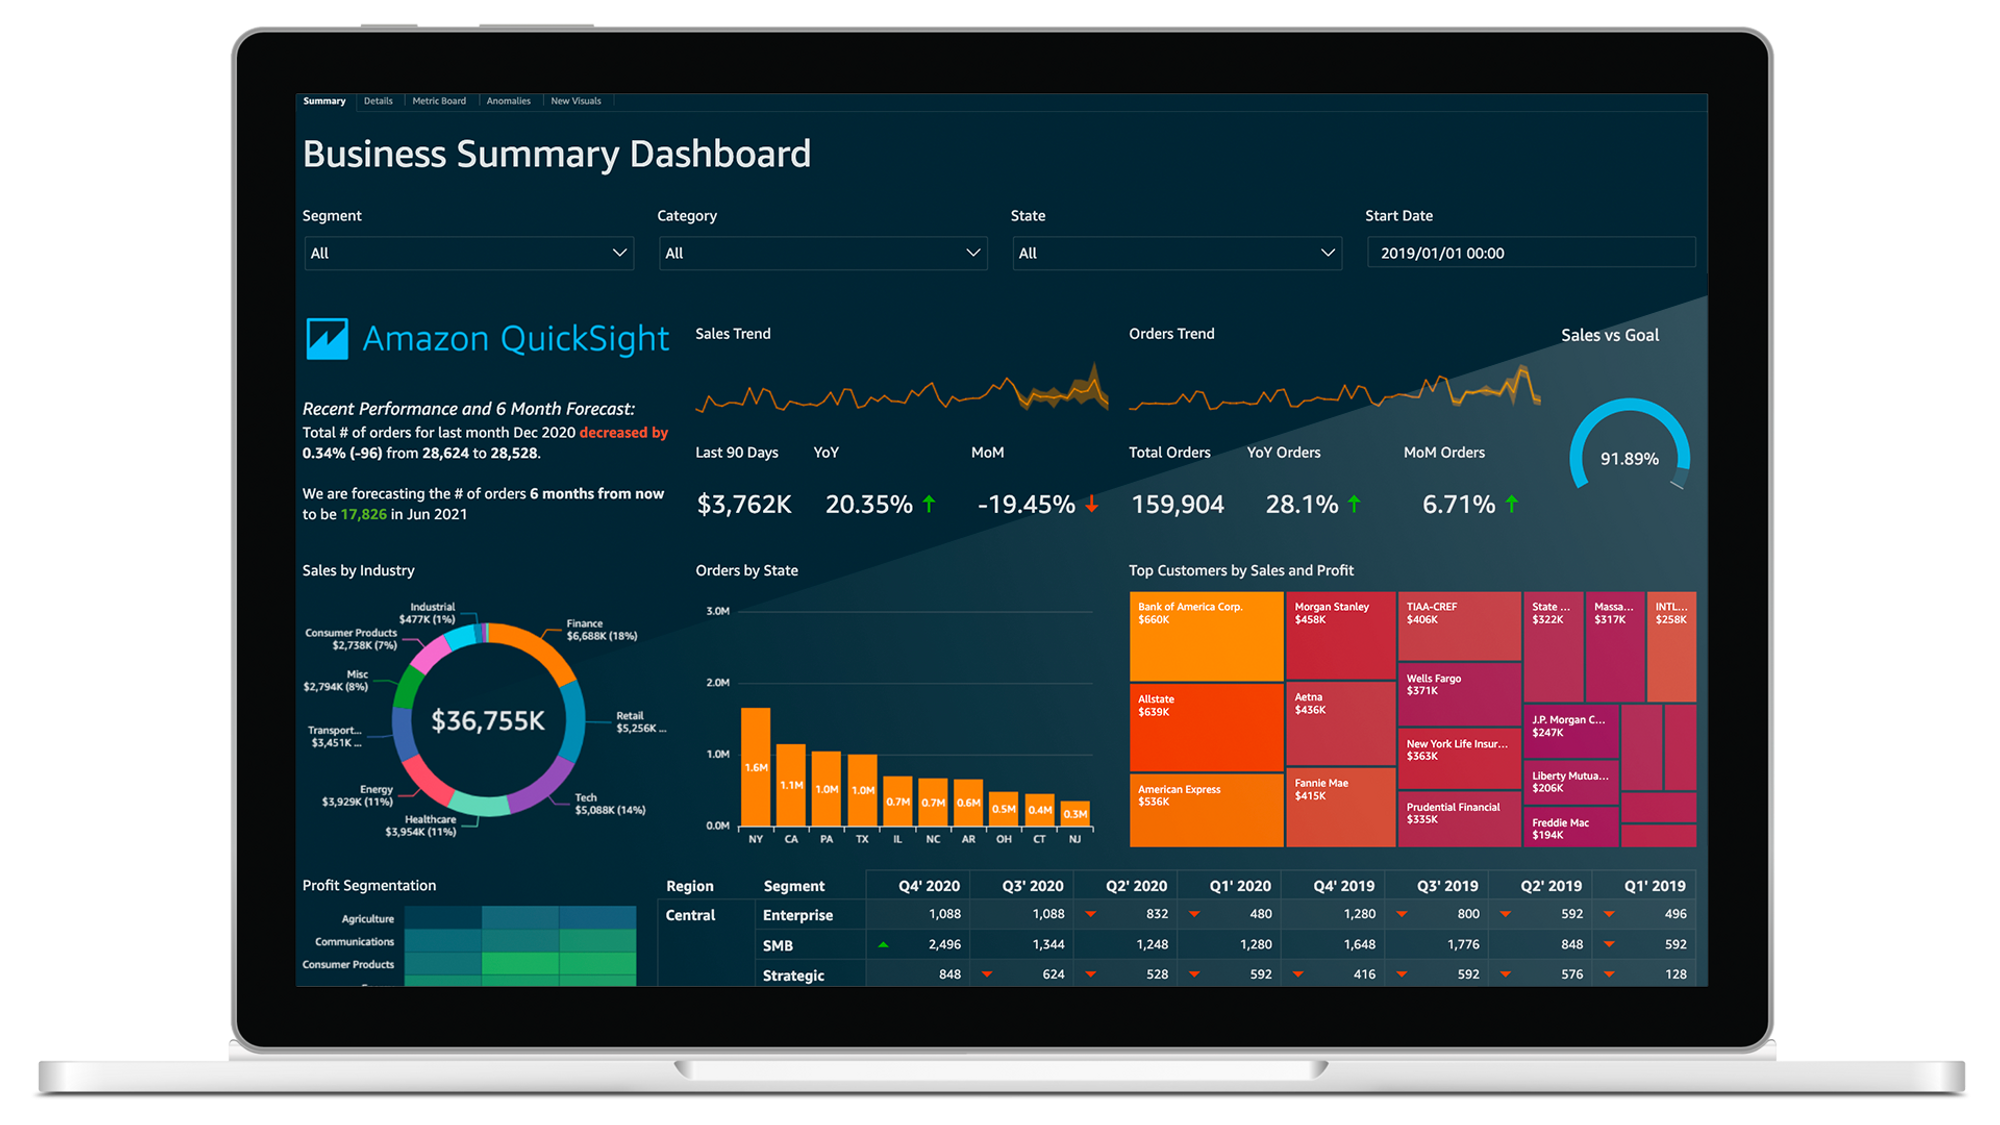 Summary
Details
Metric Board
Anomalies
New Visuals
Business Summary Dashboard
Segment
Category
State
Start Date
All
All
All
2019/01/01 00:00
Amazon QuickSight
Recent Performance and 6 Month Forecast:
Total # of orders for last month Dec 2020 decreased by
0.34% (-96) from 28,624 to 28,528.
We are forecasting the # of orders 6 months from now
to be 17,826 in Jun 2021
Sales Trend
Last 90 Days
YoY
MoM
$3,762K
20.35%
-19.45%
Orders Trend
Total Orders
YoY Orders
MoM Orders
159,904
28.1%
6.71%
Sales vs Goal
91.89%
Sales by Industry
Industrial
$477K (1%)
Finance
$6,688K (18%)
Consumer Products
$2,738K (7%)
Misc
$2,794K (8%)
Retail
$5,256K ...
Transport...
$3,451K ...
$36,755K
Energy
$3,929K (11%)
Tech
$5,088K (14%)
Healthcare
$3,954K (11%)
Orders by State
3.0M
2.0M
1.0M
0.0M
1.6M
1.1M
1.0M
1.0M
0.7M
0.7M
0.6M
0.5M
0.4M
0.3M
NY
CA
PA
TX
IL
NC
AR
OH
CT
NJ
Top Customers by Sales and Profit
Bank of America Corp.
$660K
Allstate
$639K
American Express
$536K
Morgan Stanley
$458K
Aetna
$436K
Fannie Mae
$415K
TIAA-CREF
$406K
Wells Fargo
$371K
New York Life Insur...
$363K
Prudential Financial
$335K
State ...
$322K
Massa...
$317K
INTL...
$258K
J.P. Morgan C...
$247K
Liberty Mutua...
$206K
Freddie Mac
$194K
Profit Segmentation
Agriculture
Communications
Consumer Products
Region Segment Q4' 2020 Q3' 2020 Q2' 2020 Q1' 2020 Q4' 2019 Q3' 2019 Q2' 2019 Q1' 2019
Central Enterprise 1,088 1,088 832 480 1,280 800 592 496
SMB 2,496 1,344 1,248 1,280 1,648 1,776 848 592
Strategic 848 624 528 592 416 592 576 128